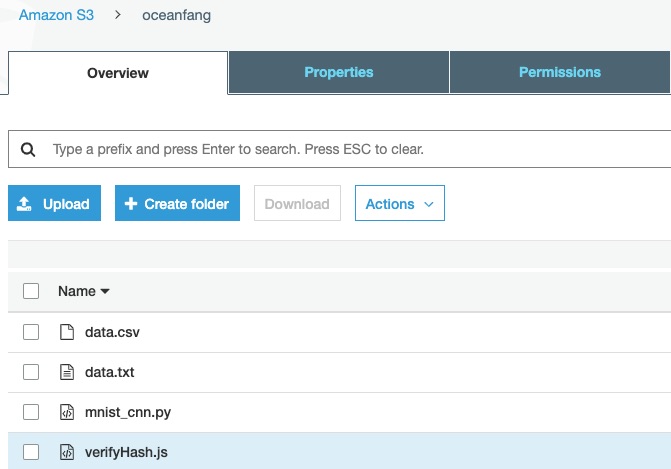 Amazon S3 > oceanfang
Overview Properties Permissions
Type a prefix and press Enter to search. Press ESC to clear.
Upload + Create folder Download Actions
Name
data.csv
data.txt
mnist_cnn.py
verifyHash.js